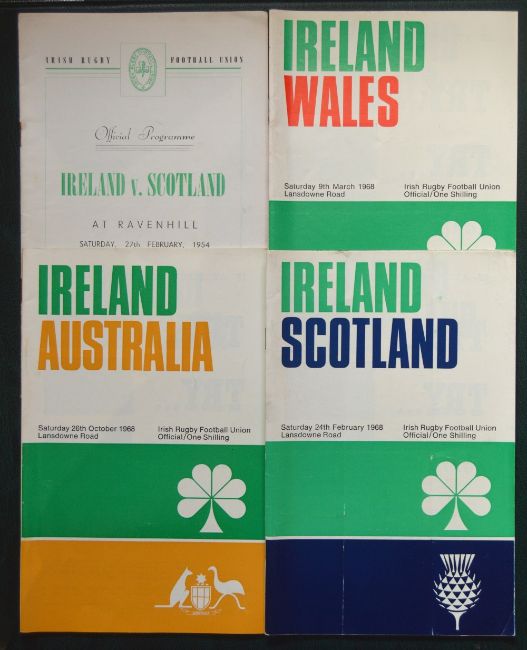 IRISH RUGBY FOOTBALL UNION
Official Programme
IRELAND v. SCOTLAND
AT RAVENHILL
SATURDAY, 27th FEBRUARY, 1954
IRELAND
WALES
Saturday 9th March 1968
Lansdowne Road
Irish Rugby Football Union
Official/One Shilling
IRELAND
AUSTRALIA
Saturday 26th October 1968
Lansdowne Road
Irish Rugby Football Union
Official/One Shilling
IRELAND
SCOTLAND
Saturday 24th February 1968
Lansdowne Road
Irish Rugby Football Union
Official/One Shilling